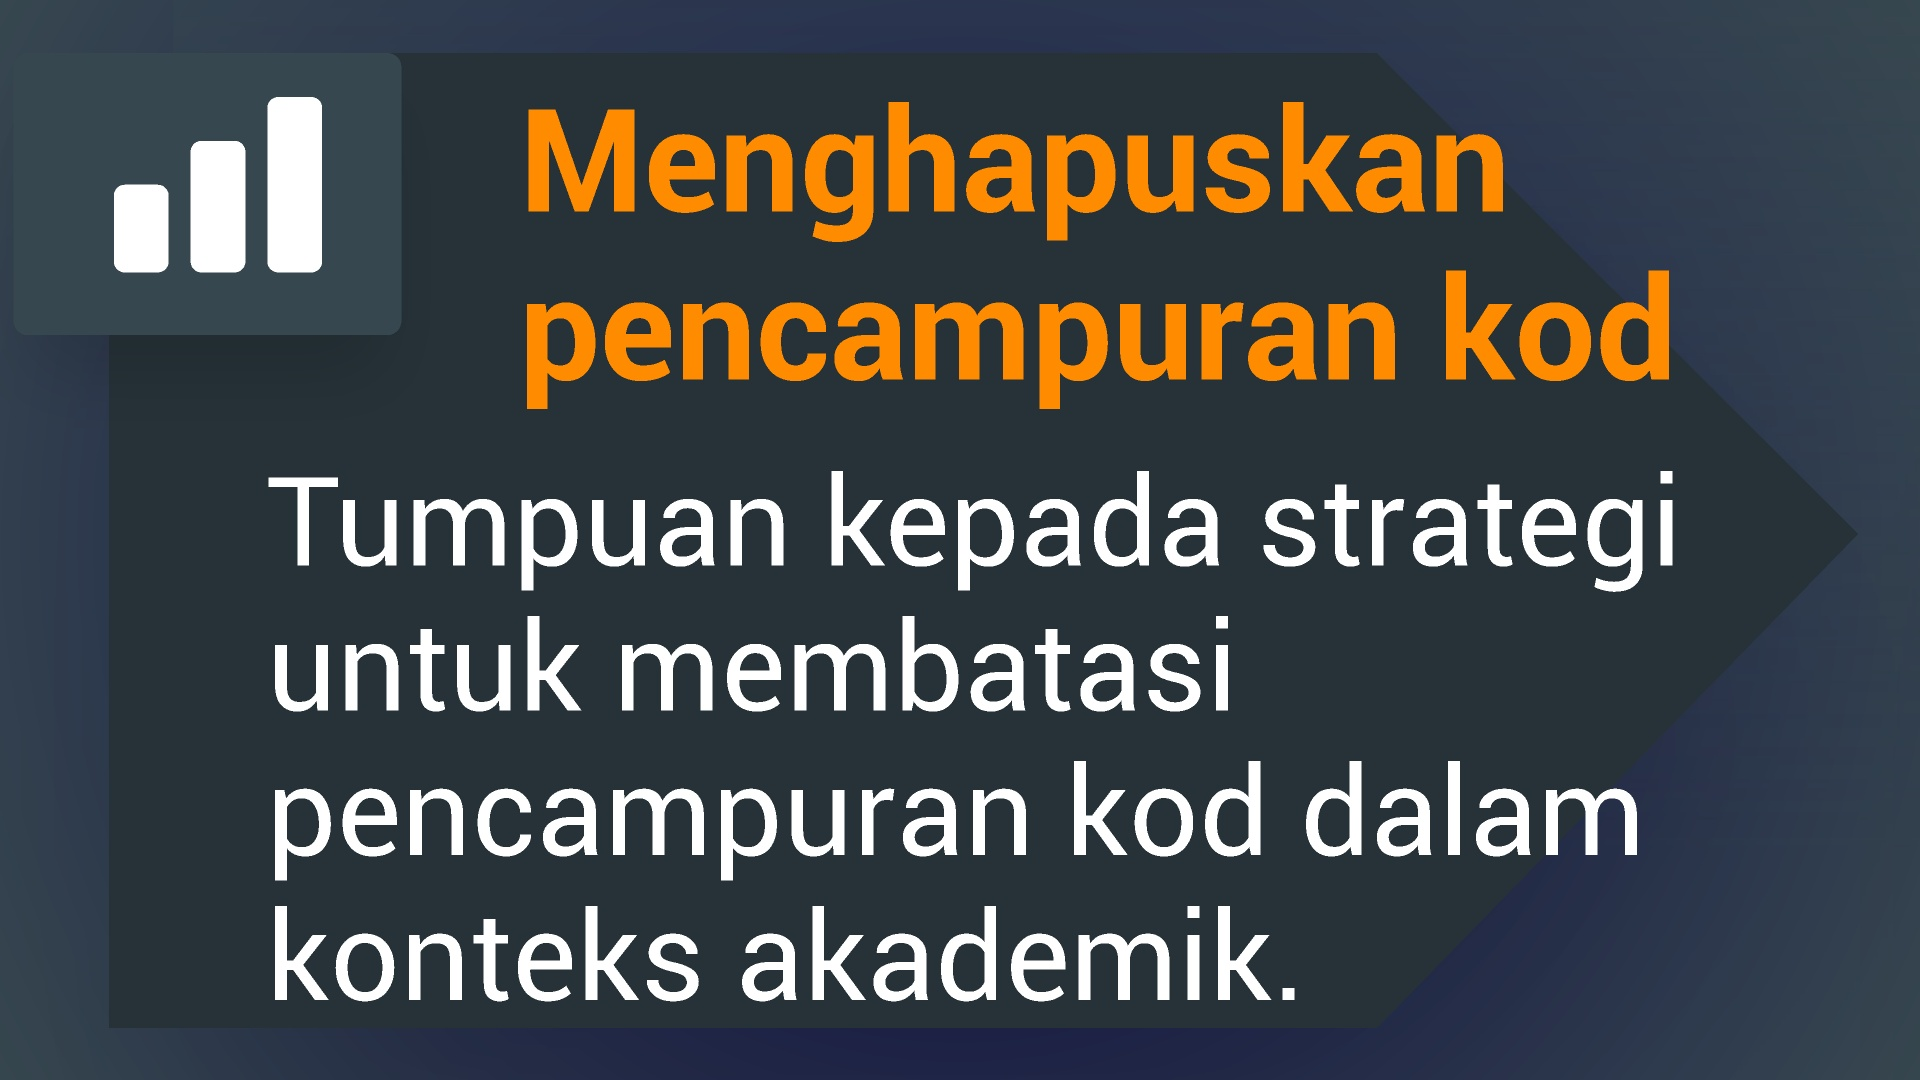 Menghapuskan
pencampuran kod
Tumpuan kepada strategi
untuk membatasi
pencampuran kod dalam
konteks akademik.